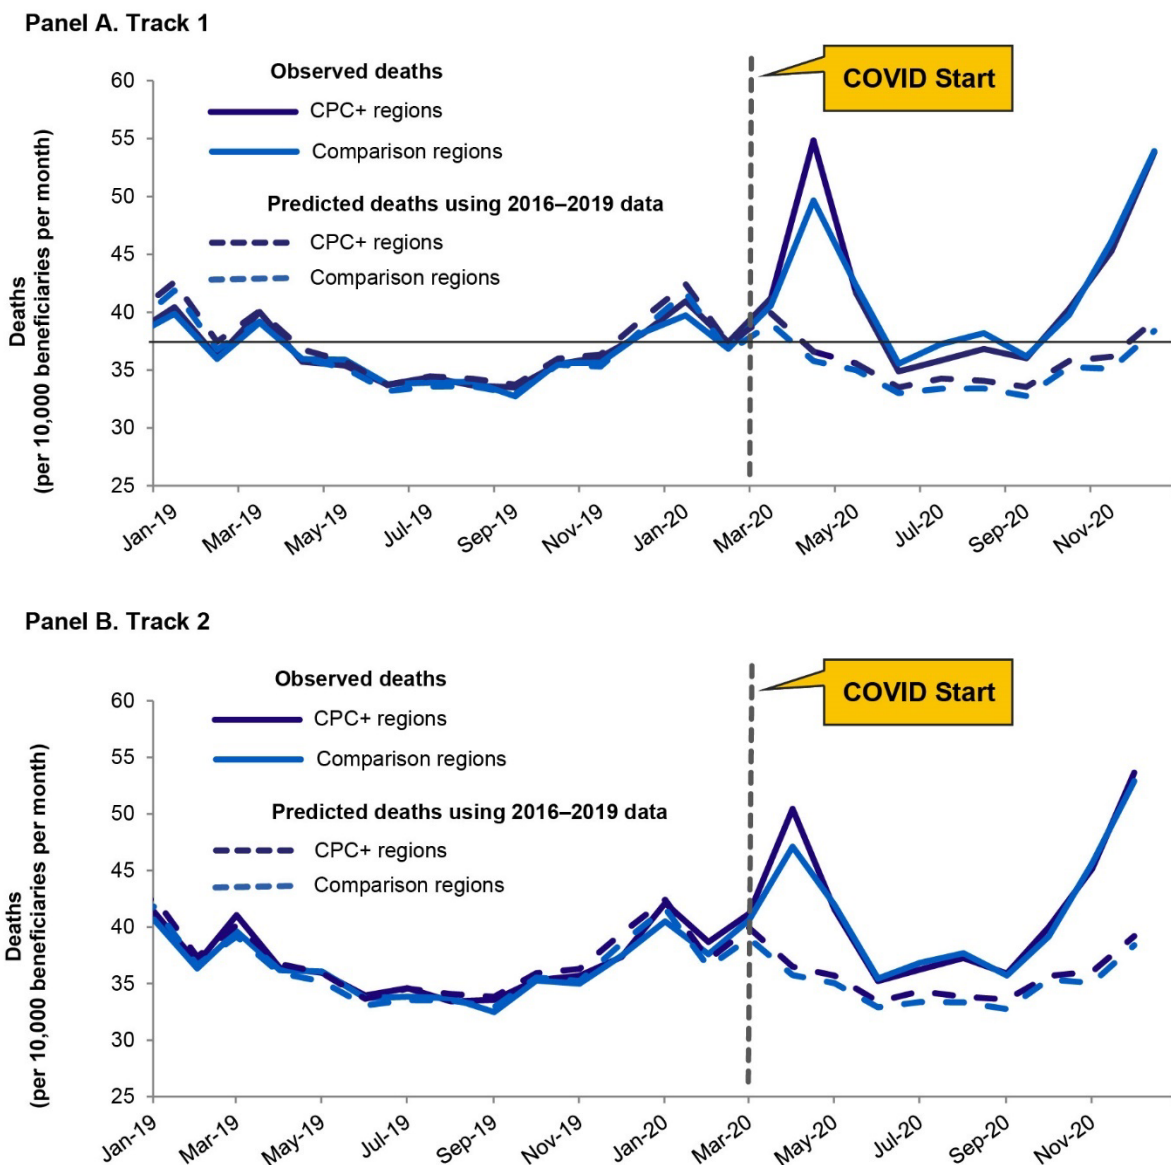 Panel A. Track 1
Observed deaths
CPC+ regions
Comparison regions
Predicted deaths using 2016–2019 data
CPC+ regions
Comparison regions
COVID Start
Deaths
(per 10,000 beneficiaries per month)
60
55
50
45
40
35
30
25
Jan-19
Mar-19
May-19
Jul-19
Sep-19
Nov-19
Jan-20
Mar-20
May-20
Jul-20
Sep-20
Nov-20
Panel B. Track 2
Observed deaths
CPC+ regions
Comparison regions
Predicted deaths using 2016–2019 data
CPC+ regions
Comparison regions
COVID Start
Deaths
(per 10,000 beneficiaries per month)
60
55
50
45
40
35
30
25
Jan-19
Mar-19
May-19
Jul-19
Sep-19
Nov-19
Jan-20
Mar-20
May-20
Jul-20
Sep-20
Nov-20